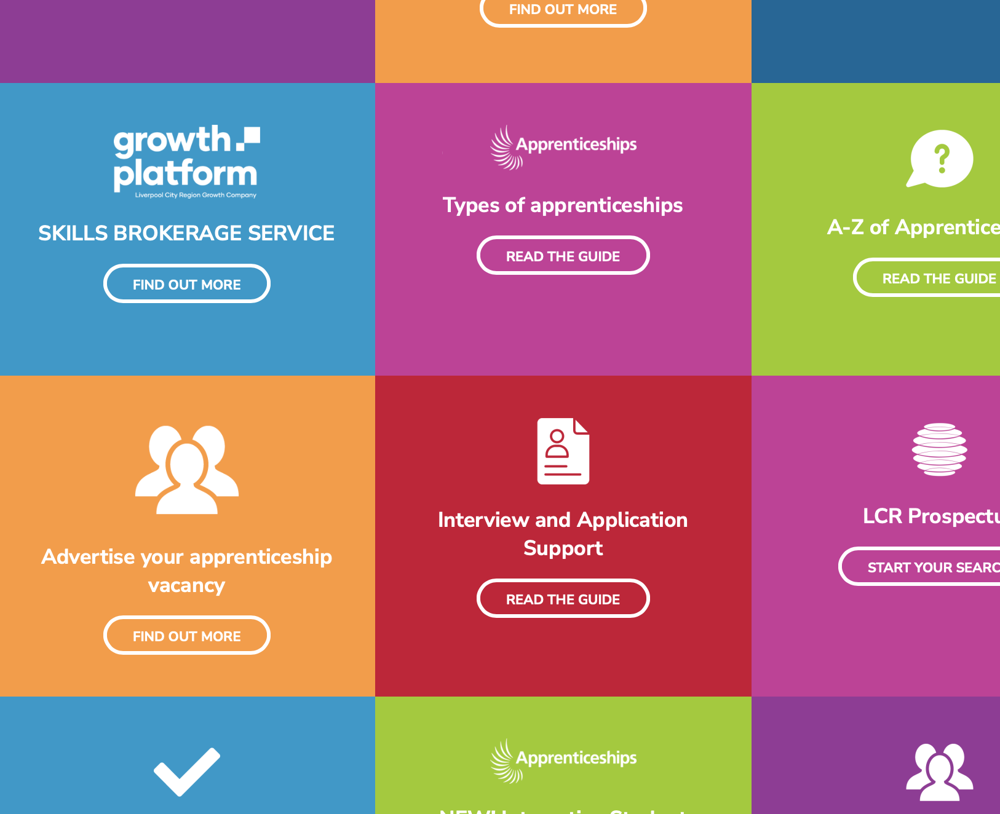 FIND OUT MORE
growth
platform
Liverpool City Region Growth Company
SKILLS BROKERAGE SERVICE
FIND OUT MORE
Apprenticeships
Types of apprenticeships
READ THE GUIDE
?
A-Z of Apprentice
READ THE GUIDE
Advertise your apprenticeship
vacancy
FIND OUT MORE
Interview and Application
Support
READ THE GUIDE
LCR Prospectu
START YOUR SEARC
Apprenticeships